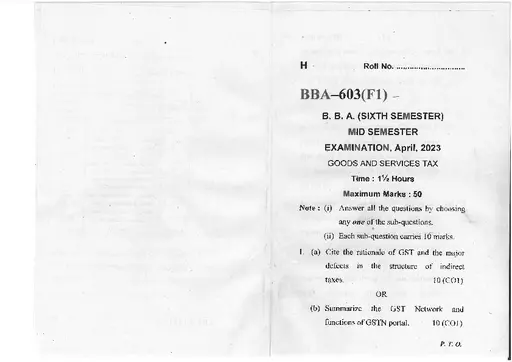 H Roll No. ..............................
BBA–603(F1)
B. B. A. (SIXTH SEMESTER)
MID SEMESTER
EXAMINATION, April, 2023
GOODS AND SERVICES TAX
Time : 1½ Hours
Maximum Marks : 50
Note : (i) Answer all the questions by choosing
any one of the sub-questions.
(ii) Each sub-question carries 10 marks.
1. (a) Cite the rationale of GST and the major
defects in the structure of indirect
taxes. 10 (CO1)
OR
(b) Summarize the GST Network and
functions of GSTN portal. 10 (CO1)
P. T. O.